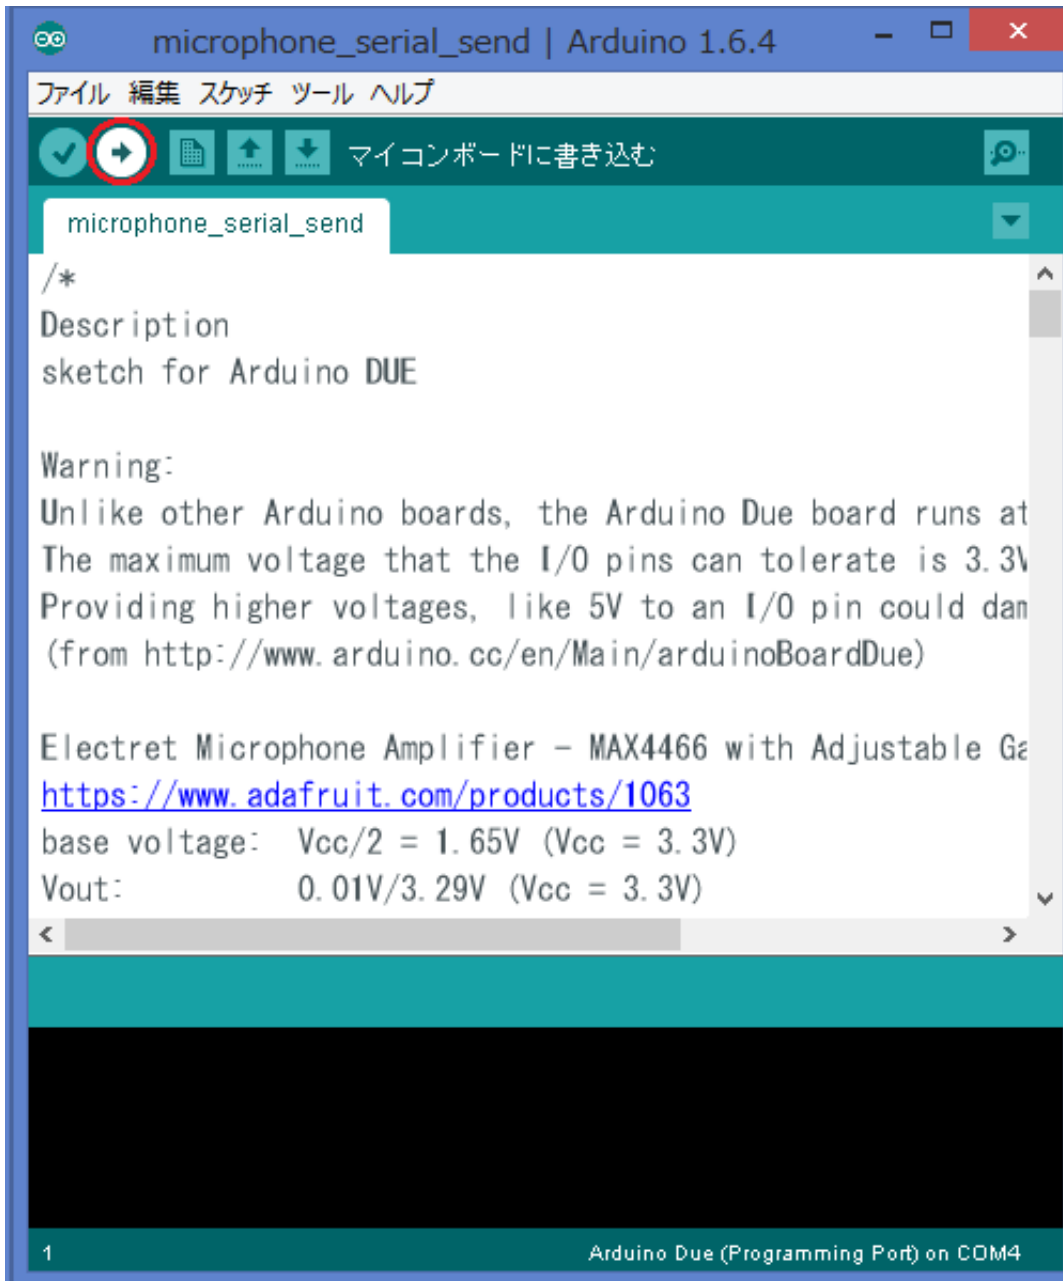 microphone_serial_send | Arduino 1.6.4
ファイル 編集 スケッチ ツール ヘルプ
マイコンボードに書き込む
microphone_serial_send
/*
Description
sketch for Arduino DUE
Warning:
Unlike other Arduino boards, the Arduino Due board runs at
The maximum voltage that the I/O pins can tolerate is 3.3V
Providing higher voltages, like 5V to an I/O pin could dam
(from http://www.arduino.cc/en/Main/arduinoBoardDue)
Electret Microphone Amplifier - MAX4466 with Adjustable Ga
https://www.adafruit.com/products/1063
base voltage: Vcc/2 = 1.65V (Vcc = 3.3V)
Vout: 0.01V/3.29V (Vcc = 3.3V)
1 Arduino Due (Programming Port) on COM4